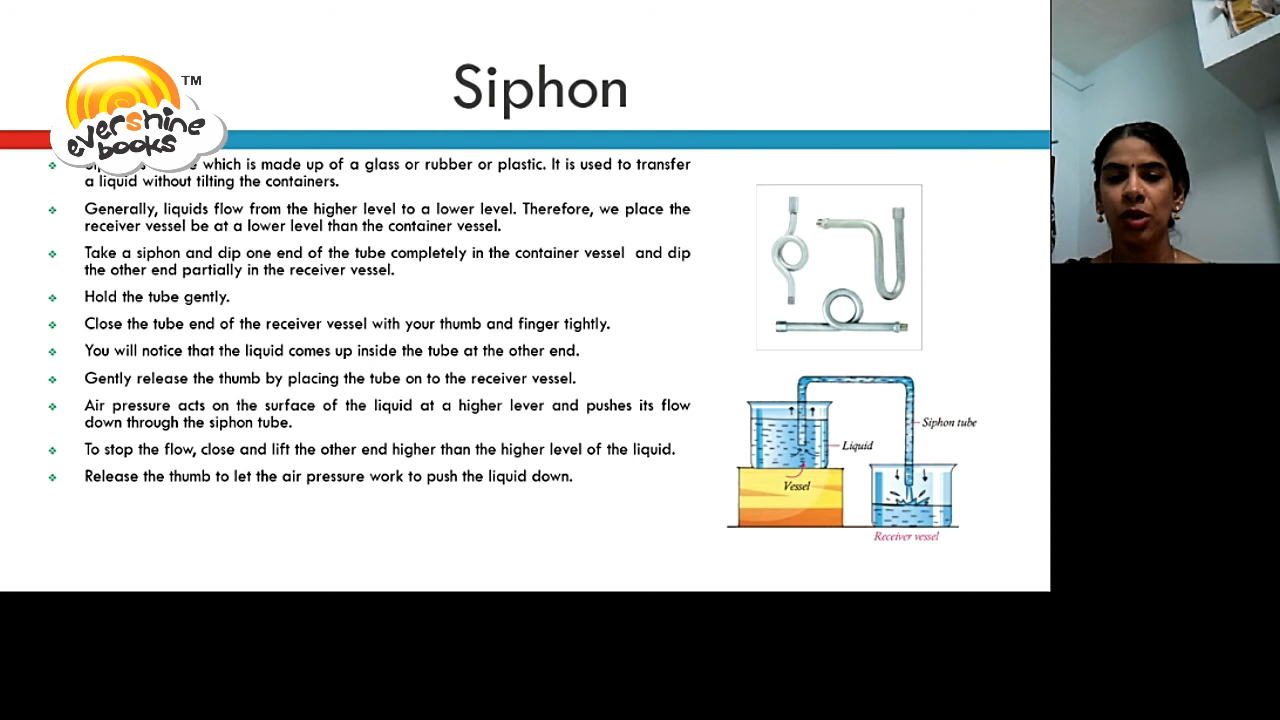 Siphon
TM
evershine
books
which is made up of a glass or rubber or plastic. It is used to transfer
a liquid without tilting the containers.
Generally, liquids flow from the higher level to a lower level. Therefore, we place the
receiver vessel be at a lower level than the container vessel.
Take a siphon and dip one end of the tube completely in the container vessel and dip
the other end partially in the receiver vessel.
Hold the tube gently.
Close the tube end of the receiver vessel with your thumb and finger tightly.
You will notice that the liquid comes up inside the tube at the other end.
Gently release the thumb by placing the tube on to the receiver vessel.
Air pressure acts on the surface of the liquid at a higher lever and pushes its flow
down through the siphon tube.
To stop the flow, close and lift the other end higher than the higher level of the liquid.
Release the thumb to let the air pressure work to push the liquid down.
Siphon tube
Liquid
Vessel
Receiver vessel